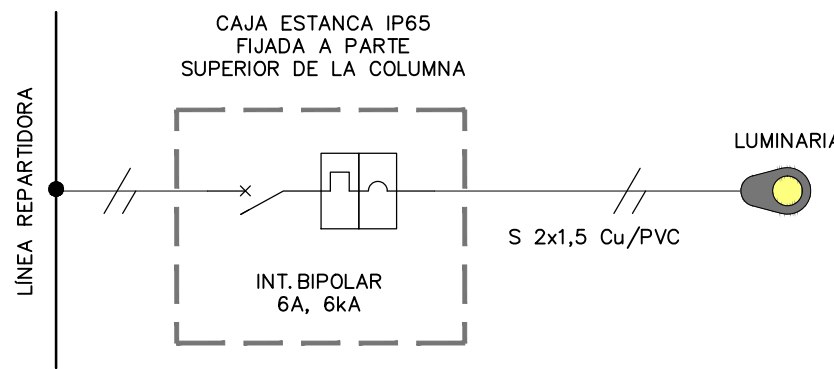 CAJA ESTANCA IP65
FIJADA A PARTE
SUPERIOR DE LA COLUMNA
LÍNEA REPARTIDORA
LUMINARIA
S 2x1,5 Cu/PVC
INT. BIPOLAR
6A, 6kA